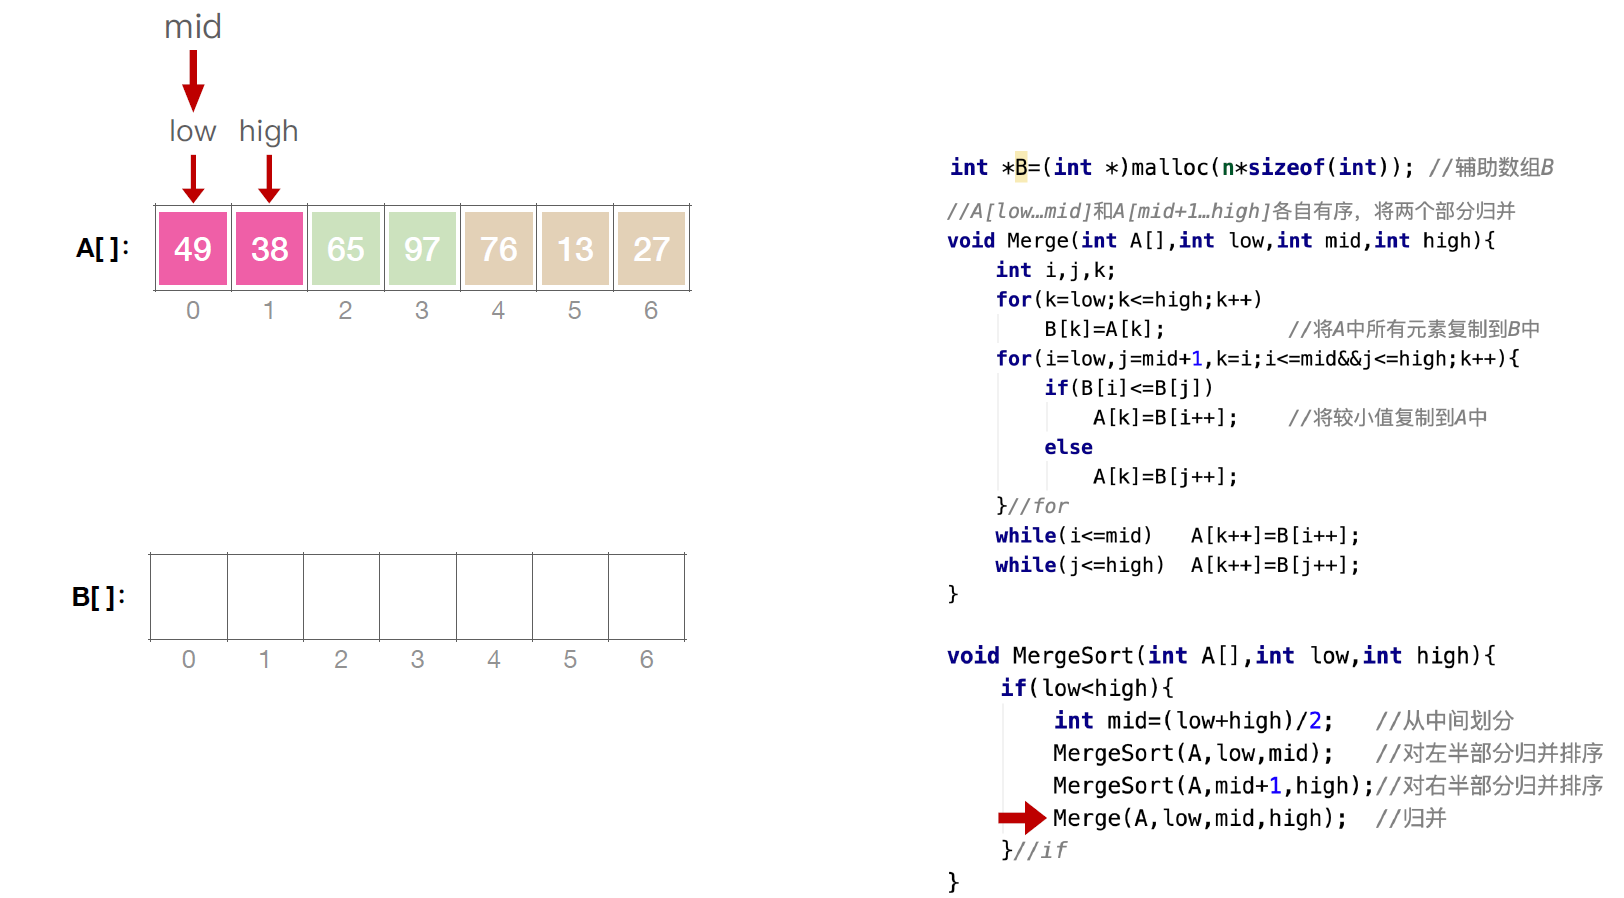 mid
low high
A[ ]: 49 38 65 97 76 13 27
0 1 2 3 4 5 6
B[ ]:
0 1 2 3 4 5 6
int *B=(int *)malloc(n*sizeof(int)); //辅助数组B
//A[low…mid]和A[mid+1…high]各自有序，将两个部分归并
void Merge(int A[],int low,int mid,int high){
    int i,j,k;
    for(k=low;k<=high;k++)
        B[k]=A[k];          //将A中所有元素复制到B中
    for(i=low,j=mid+1,k=i;i<=mid&&j<=high;k++){
        if(B[i]<=B[j])
            A[k]=B[i++];    //将较小值复制到A中
        else
            A[k]=B[j++];
    }//for
    while(i<=mid)   A[k++]=B[i++];
    while(j<=high)  A[k++]=B[j++];
}
void MergeSort(int A[],int low,int high){
    if(low<high){
        int mid=(low+high)/2;   //从中间划分
        MergeSort(A,low,mid);   //对左半部分归并排序
        MergeSort(A,mid+1,high);//对右半部分归并排序
        Merge(A,low,mid,high);  //归并
    }//if
}